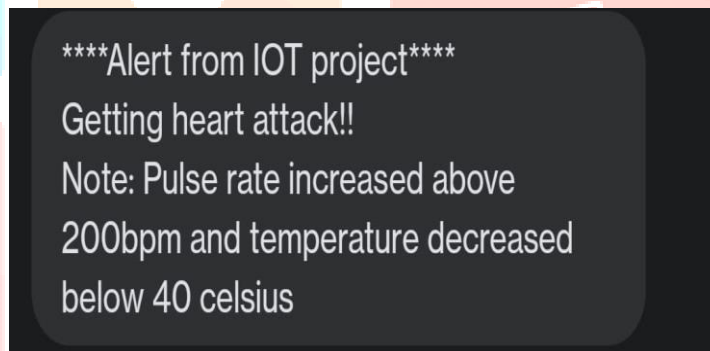 ****Alert from IOT project****
Getting heart attack!!
Note: Pulse rate increased above
200bpm and temperature decreased
below 40 celsius